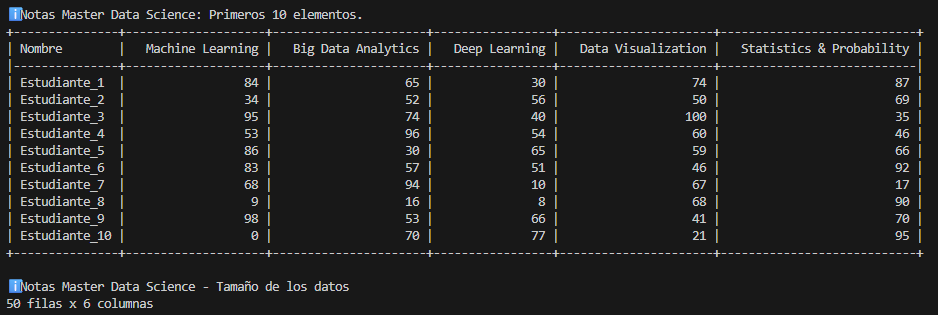 ℹ️Notas Master Data Science: Primeros 10 elementos.
+---------------+--------------------+----------------------+-----------------+----------------------+----------------------------+
| Nombre        |   Machine Learning |   Big Data Analytics |   Deep Learning |   Data Visualization |   Statistics & Probability |
|---------------+--------------------+----------------------+-----------------+----------------------+----------------------------|
| Estudiante_1  |                 84 |                   65 |              30 |                   74 |                         87 |
| Estudiante_2  |                 34 |                   52 |              56 |                   50 |                         69 |
| Estudiante_3  |                 95 |                   74 |              40 |                  100 |                         35 |
| Estudiante_4  |                 53 |                   96 |              54 |                   60 |                         46 |
| Estudiante_5  |                 86 |                   30 |              65 |                   59 |                         66 |
| Estudiante_6  |                 83 |                   57 |              51 |                   46 |                         92 |
| Estudiante_7  |                 68 |                   94 |              10 |                   67 |                         17 |
| Estudiante_8  |                  9 |                   16 |               8 |                   68 |                         90 |
| Estudiante_9  |                 98 |                   53 |              66 |                   41 |                         70 |
| Estudiante_10 |                  0 |                   70 |              77 |                   21 |                         95 |
+---------------+--------------------+----------------------+-----------------+----------------------+----------------------------+
ℹ️Notas Master Data Science - Tamaño de los datos
50 filas x 6 columnas